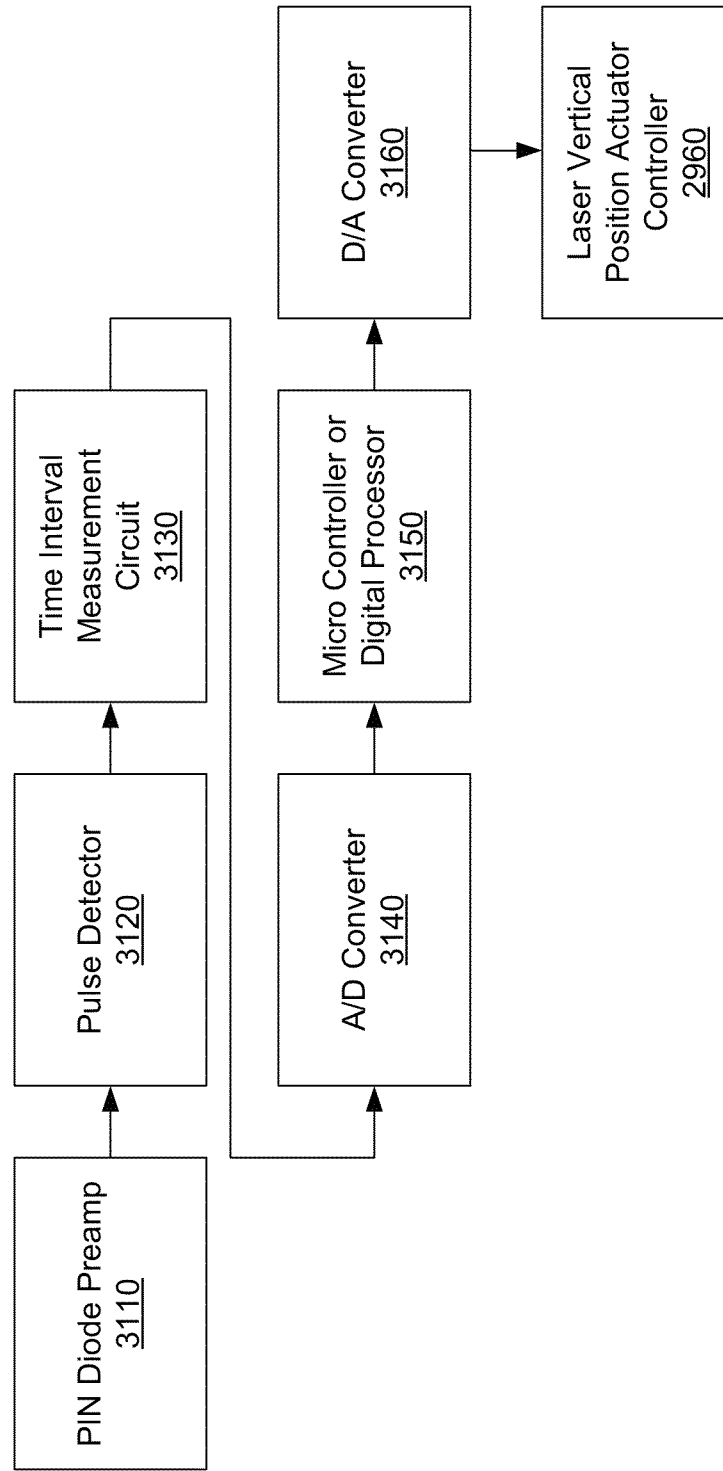 PIN Diode Preamp
3110
Pulse Detector
3120
Time Interval
Measurement
Circuit
3130
A/D Converter
3140
Micro Controller or
Digital Processor
3150
D/A Converter
3160
Laser Vertical
Position Actuator
Controller
2960